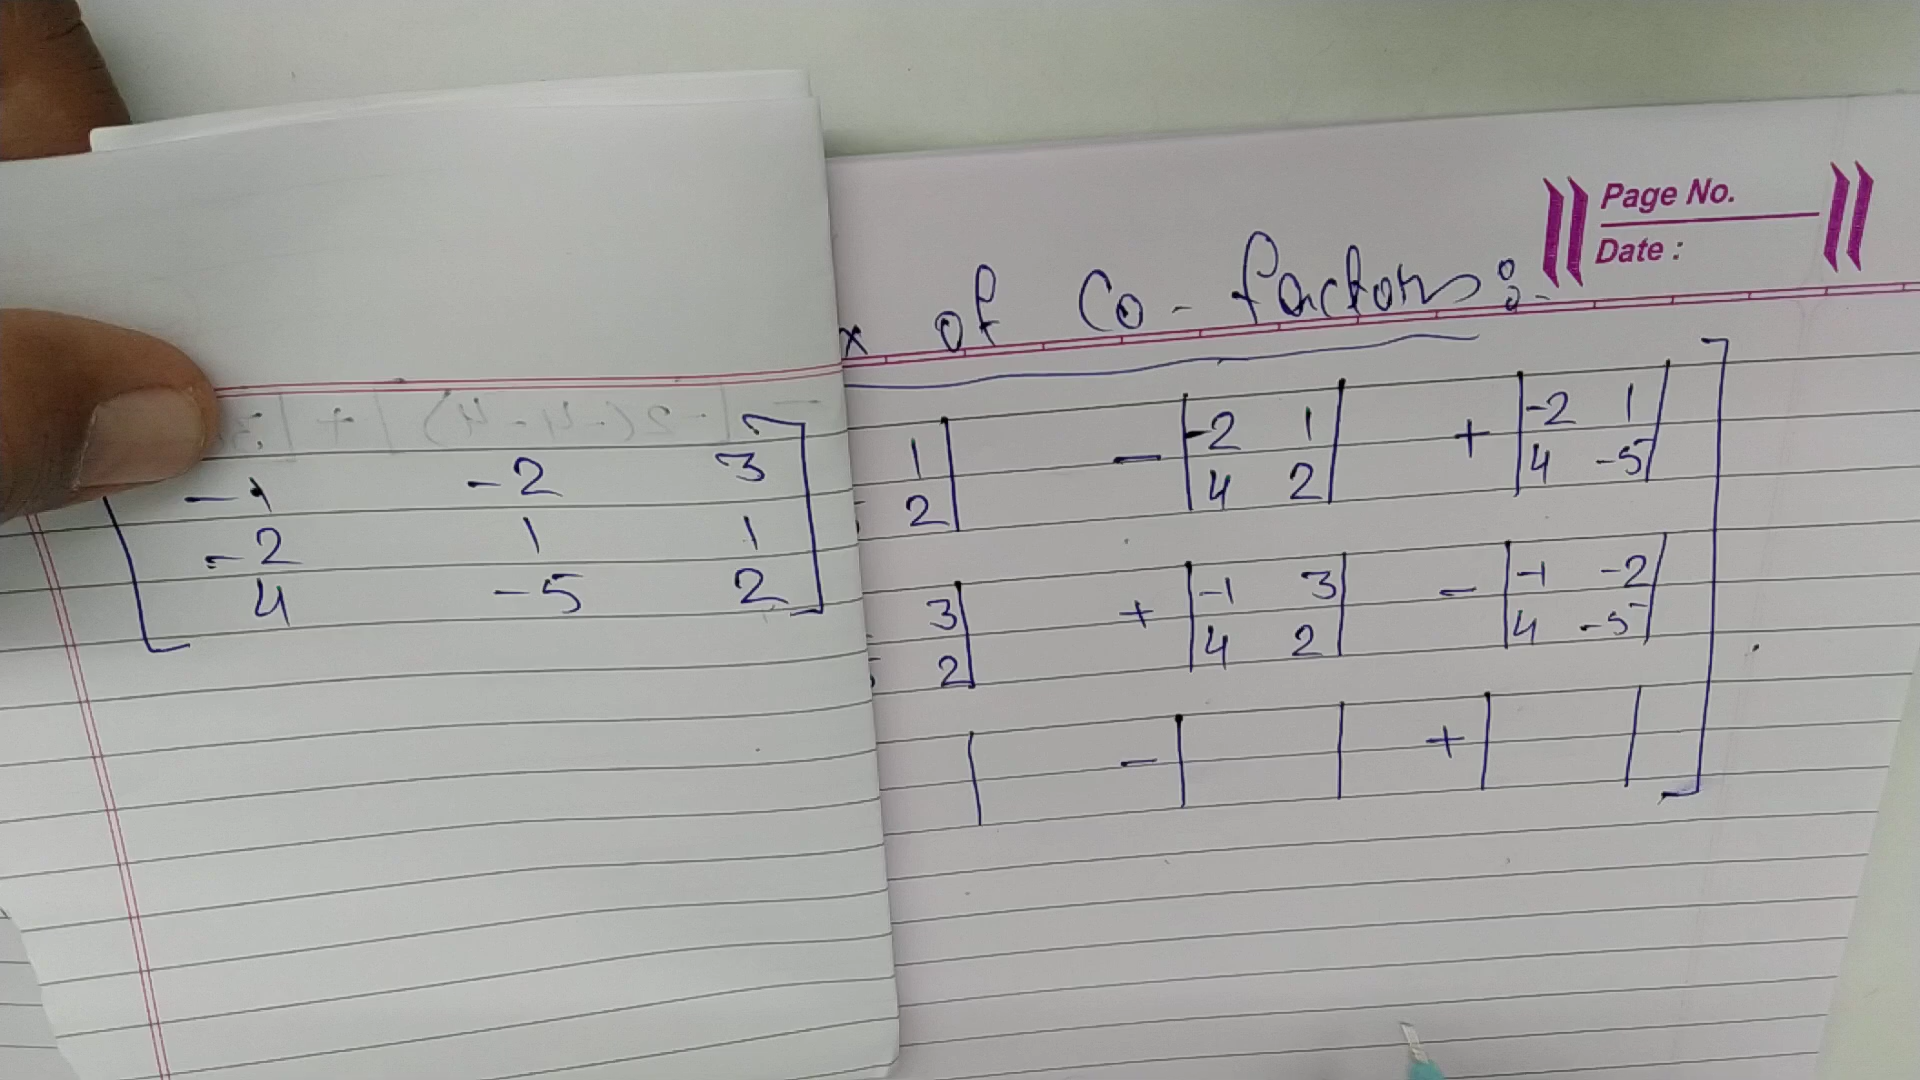 Page No.
Date :
x of Co-factors:-
1 - | -2 1 | + | -2 1 |
2 | 4 2 | | 4 -5 |
3 + | -1 3 | - | -1 -2 |
2 | 4 2 | | 4 -5 |
| - | | + | |
-1 -2 3
-2 1 1
4 -5 2